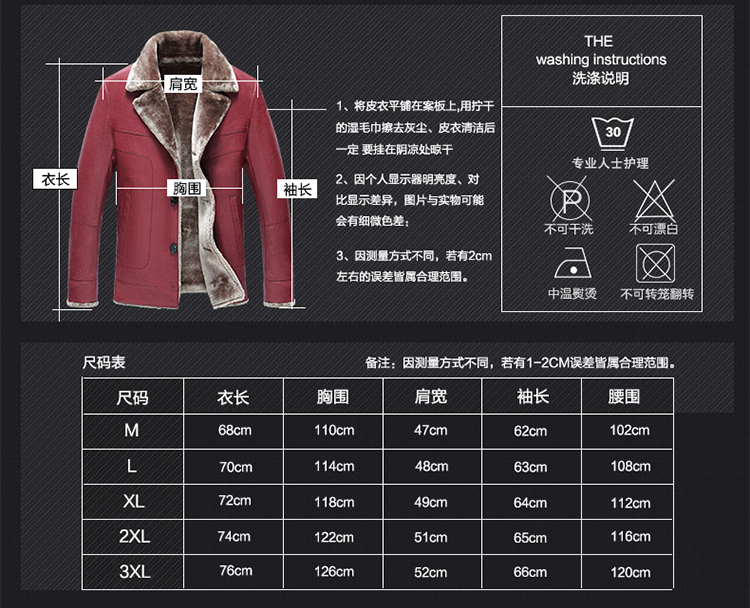 肩宽
衣长
胸围
袖长
1、将皮衣平铺在案板上,用拧干
的湿毛巾擦去灰尘、皮衣清洁后
一定 要挂在阴凉处晾干
2、因个人显示器明亮度、对
比显示差异，图片与实物可能
会有细微色差;
3、因测量方式不同，若有2cm
左右的误差皆属合理范围。
THE
washing instructions
洗涤说明
30
专业人士护理
P
不可干洗 不可漂白
中温熨烫 不可转笼翻转
尺码表 备注：因测量方式不同，若有1-2CM误差皆属合理范围。
尺码 衣长 胸围 肩宽 袖长 腰围
M 68cm 110cm 47cm 62cm 102cm
L 70cm 114cm 48cm 63cm 108cm
XL 72cm 118cm 49cm 64cm 112cm
2XL 74cm 122cm 51cm 65cm 116cm
3XL 76cm 126cm 52cm 66cm 120cm